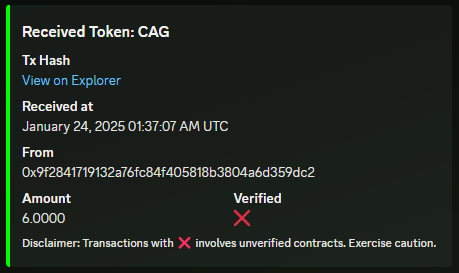 Received Token: CAG
Tx Hash
View on Explorer
Received at
January 24, 2025 01:37:07 AM UTC
From
0x9f2841719132a76fc84f405818b3804a6d359dc2
Amount Verified
6.0000 ❌
Disclaimer: Transactions with ❌ involves unverified contracts. Exercise caution.